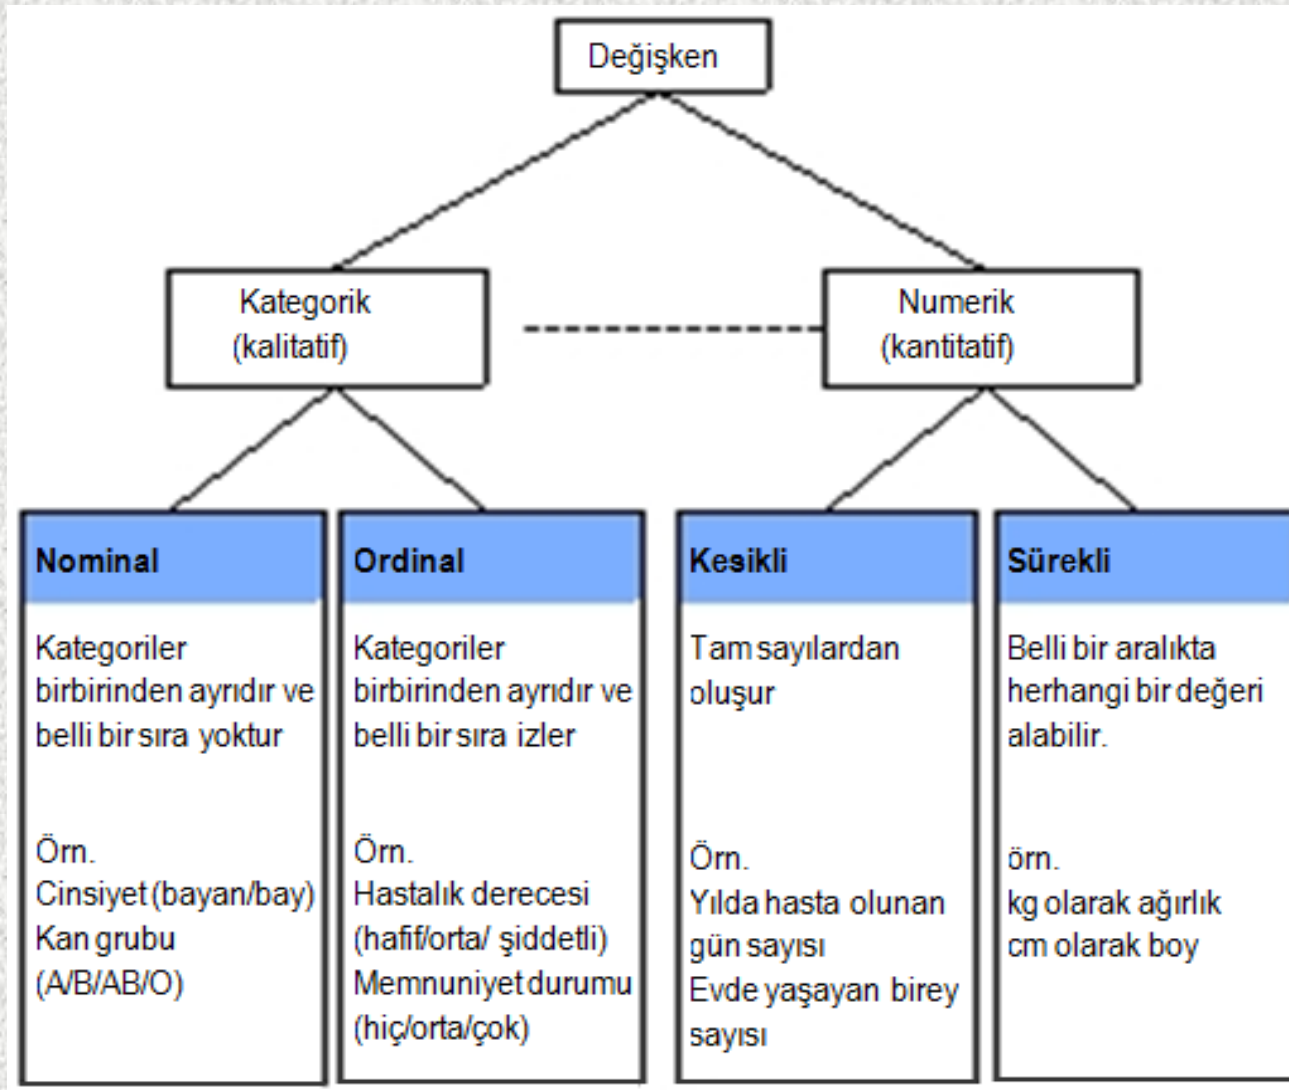 Değişken
Kategorik
(kalitatif)
Numerik
(kantitatif)
Nominal
Kategoriler
birbirinden ayrıdır ve
belli bir sıra yoktur
Örn.
Cinsiyet (bayan/bay)
Kan grubu
(A/B/AB/O)
Ordinal
Kategoriler
birbirinden ayrıdır ve
belli bir sıra izler
Örn.
Hastalık derecesi
(hafif/orta/ şiddetli)
Memnuniyet durumu
(hiç/orta/çok)
Kesikli
Tam sayılardan
oluşur
Örn.
Yılda hasta olunan
gün sayısı
Evde yaşayan birey
sayısı
Sürekli
Belli bir aralıkta
herhangi bir değeri
alabilir.
örn.
kg olarak ağırlık
cm olarak boy